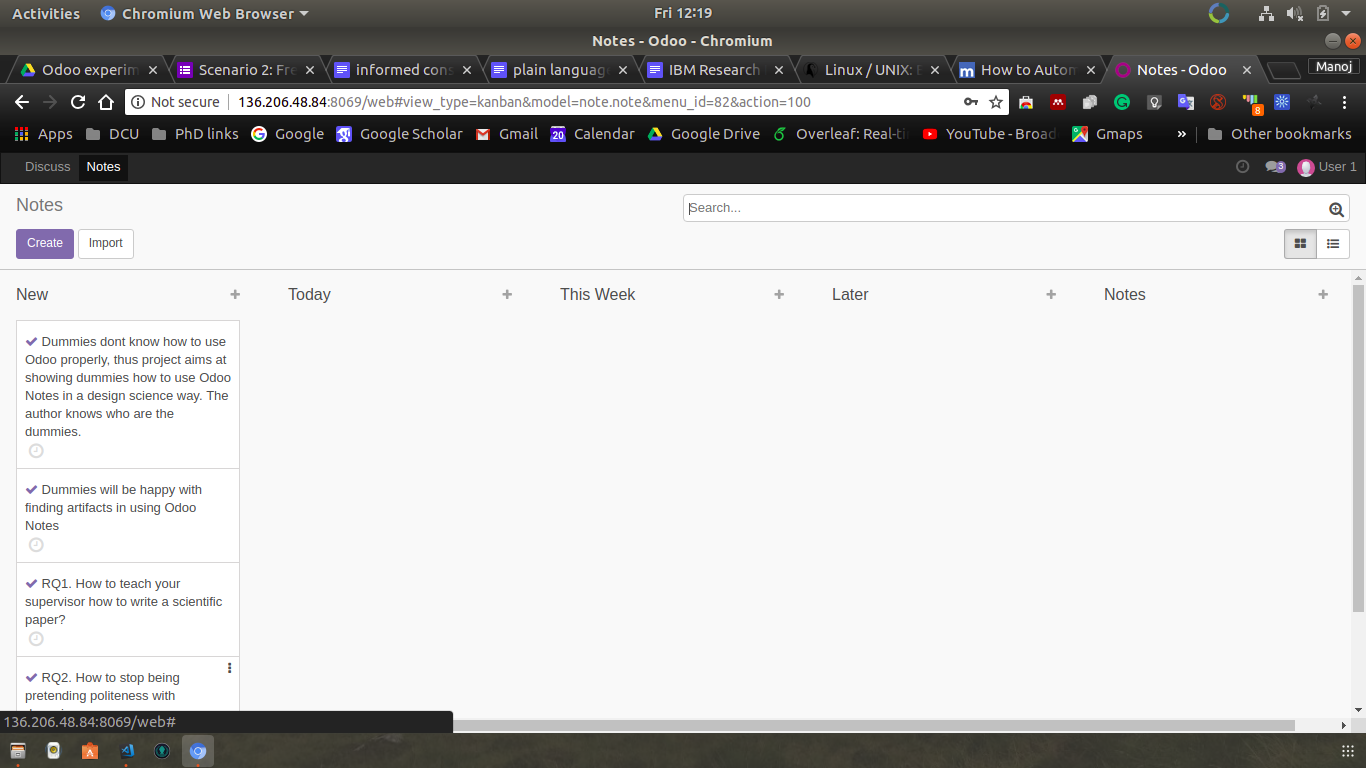 Activities Chromium Web Browser Fri 12:19
Notes - Odoo - Chromium
Odoo experim Scenario 2: Fre informed cons plain language IBM Research Linux / UNIX: E How to Autom Notes - Odoo Manoj
Not secure 136.206.48.84:8069/web#view_type=kanban&model=note.note&menu_id=82&action=100 8
Apps DCU PhD links Google Google Scholar 20 Calendar Gmail Google Drive Overleaf: Real-ti YouTube - Broad Gmaps » Other bookmarks
Discuss Notes 3 User 1
Notes Search...
Create Import
New Today This Week Later Notes
Dummies dont know how to use
Odoo properly, thus project aims at
showing dummies how to use Odoo
Notes in a design science way. The
author knows who are the
dummies.
Dummies will be happy with
finding artifacts in using Odoo
Notes
RQ1. How to teach your
supervisor how to write a scientific
paper?
RQ2. How to stop being
pretending politeness with
136.206.48.84:8069/web#